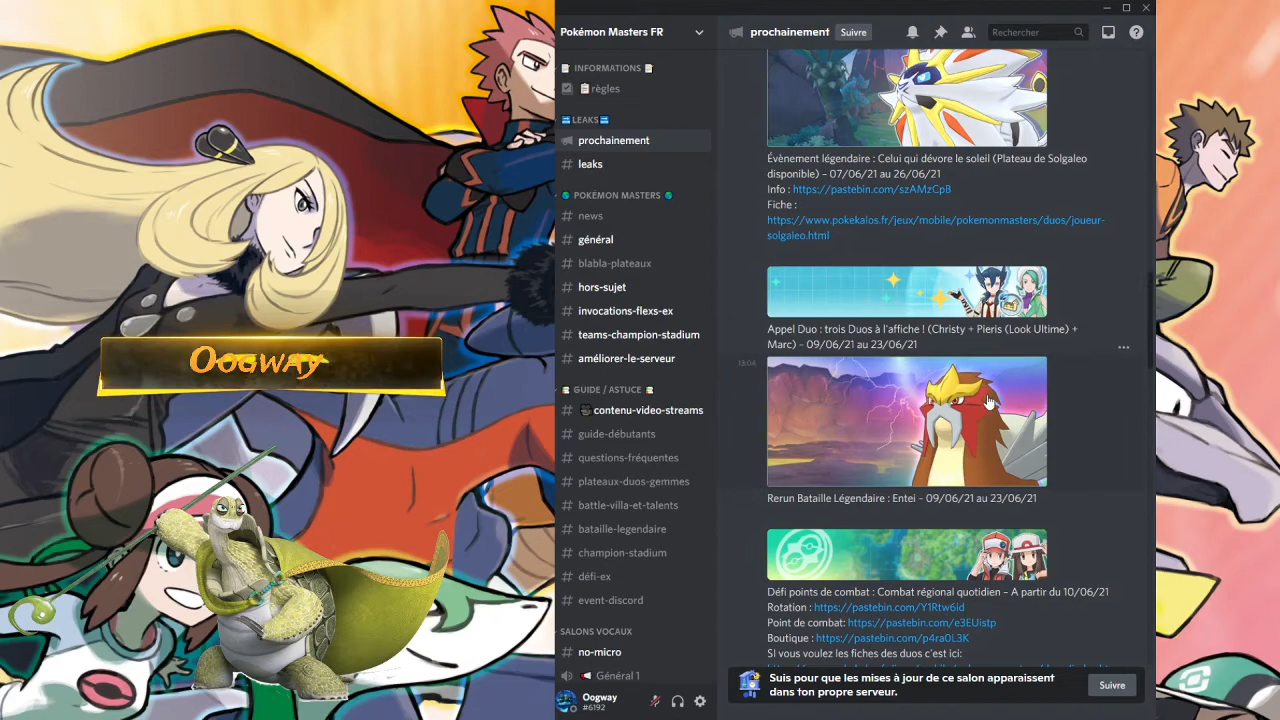 Oogway
Pokémon Masters FR
INFORMATIONS
règles
LEAKS
prochainement
leaks
POKÉMON MASTERS
news
général
blabla-plateaux
hors-sujet
invocations-flexs-ex
teams-champion-stadium
améliorer-le-serveur
GUIDE / ASTUCE
contenu-video-streams
guide-débutants
questions-fréquentes
plateaux-duos-gemmes
battle-villa-et-talents
bataille-legendaire
champion-stadium
défi-ex
event-discord
SALONS VOCAUX
no-micro
Général 1
Oogway
#6192
prochainement
Suivre
Rechercher
Évènement légendaire : Celui qui dévore le soleil (Plateau de Solgaleo
disponible) – 07/06/21 au 26/06/21
Info : https://pastebin.com/szAMzCpB
Fiche :
https://www.pokekalos.fr/jeux/mobile/pokemonmasters/duos/joueur-
solgaleo.html
Appel Duo : trois Duos à l'affiche ! (Christy + Pieris (Look Ultime) +
Marc) – 09/06/21 au 23/06/21
13:04
Rerun Bataille Légendaire : Entei – 09/06/21 au 23/06/21
Défi points de combat : Combat régional quotidien – A partir du 10/06/21
Rotation : https://pastebin.com/Y1Rtw6id
Point de combat: https://pastebin.com/e3EUistp
Boutique : https://pastebin.com/p4ra0L3K
SI vous voulez les fiches des duos c'est ici:
Suis pour que les mises à jour de ce salon apparaissent
dans ton propre serveur.
Suivre